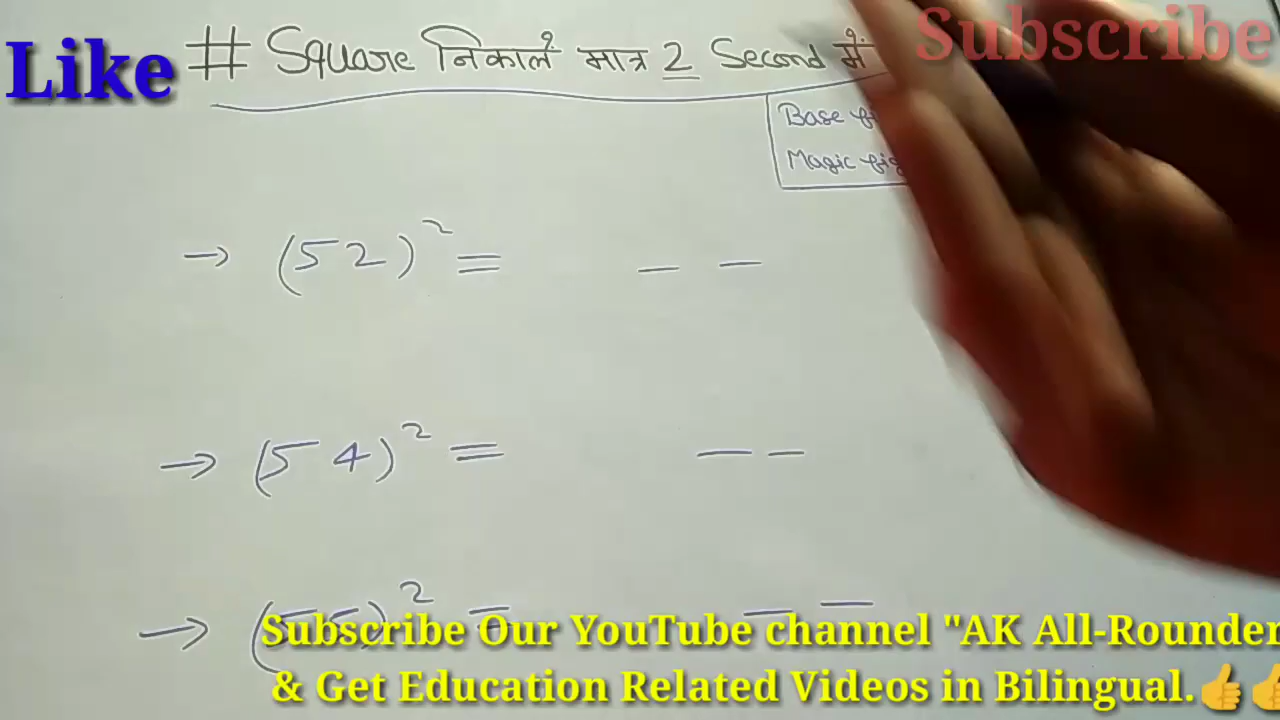 Like
Subscribe
# Square निकालें मात्र 2 Second में
Base
Magic
→ (52)² = _ _
→ (54)² = _ _
→ (55)² = _ _
Subscribe Our YouTube channel "AK All-Rounder
& Get Education Related Videos in Bilingual.👍👍